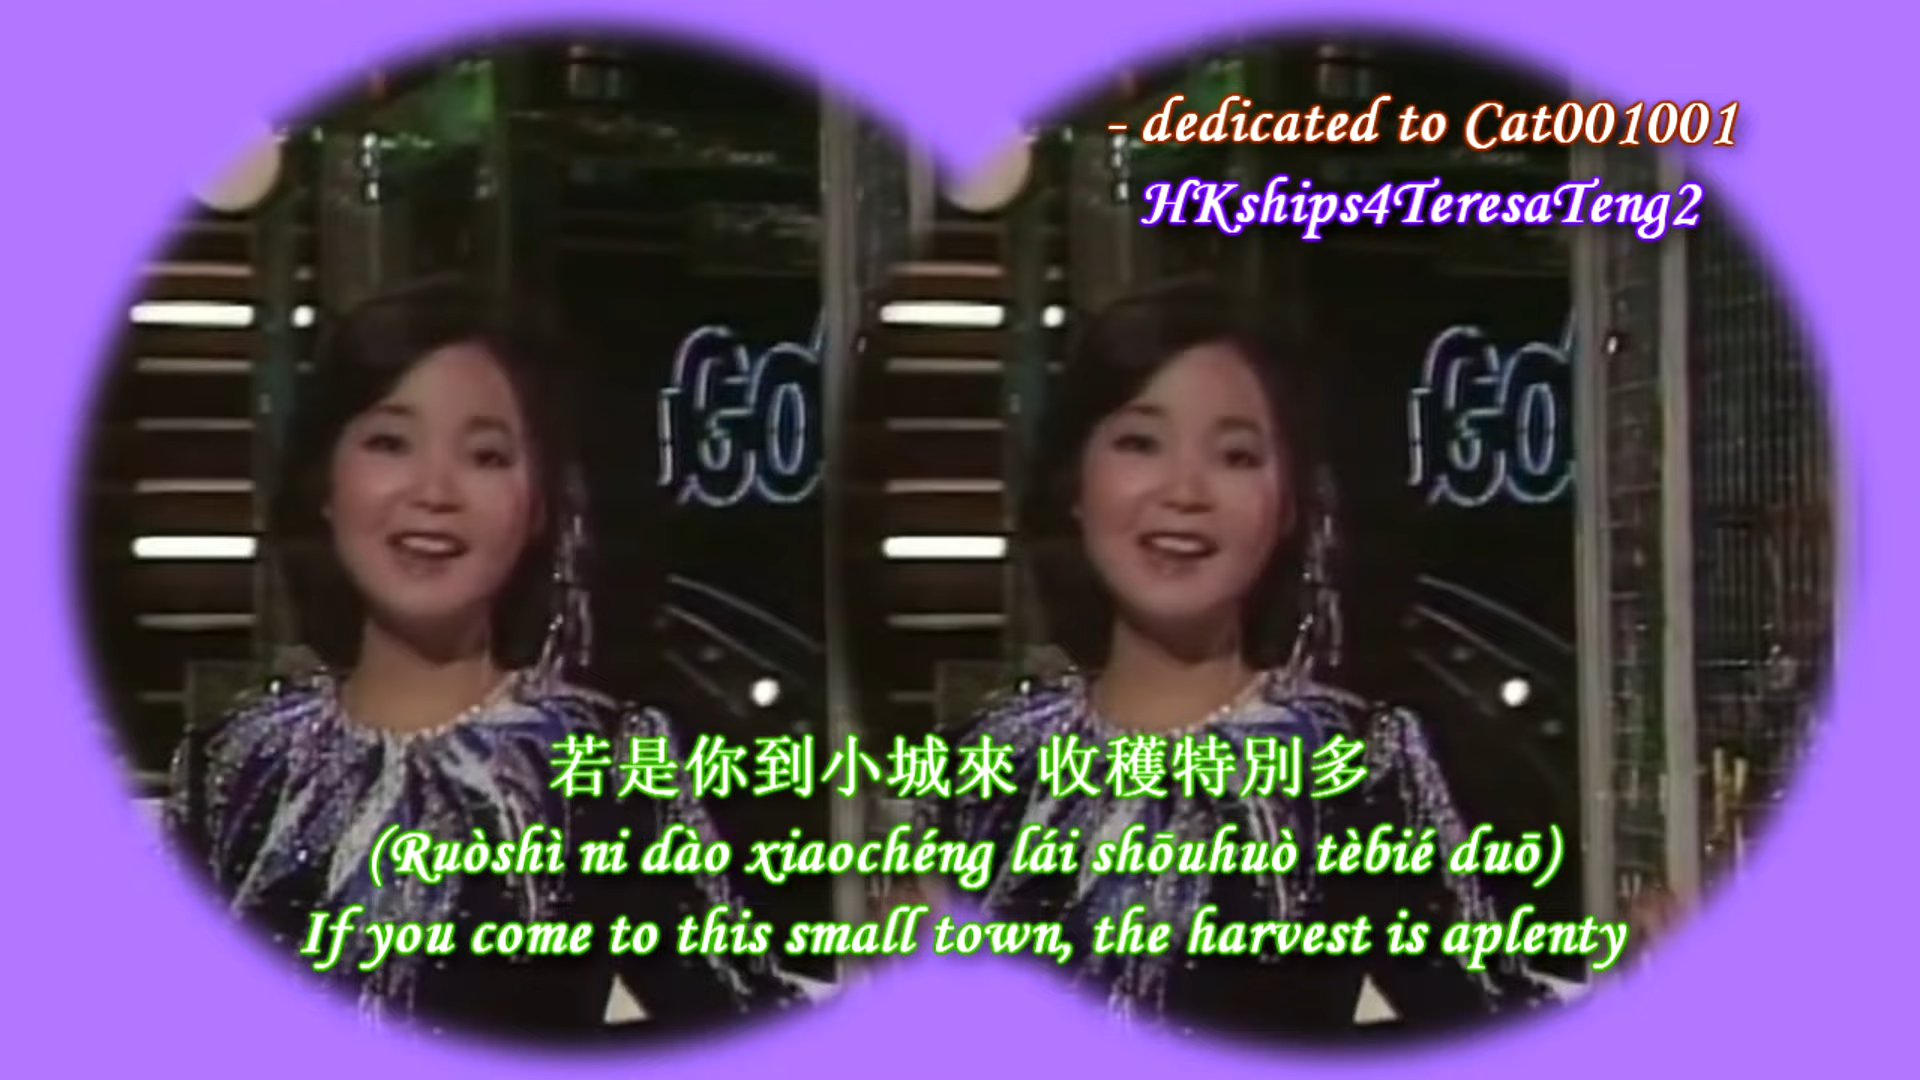 - dedicated to Cat001001
HKships4TeresaTeng2
若是你到小城來 收穫特別多
(Ruòshì ni dào xiaochéng lái shōuhuò tèbié duō)
If you come to this small town, the harvest is aplenty